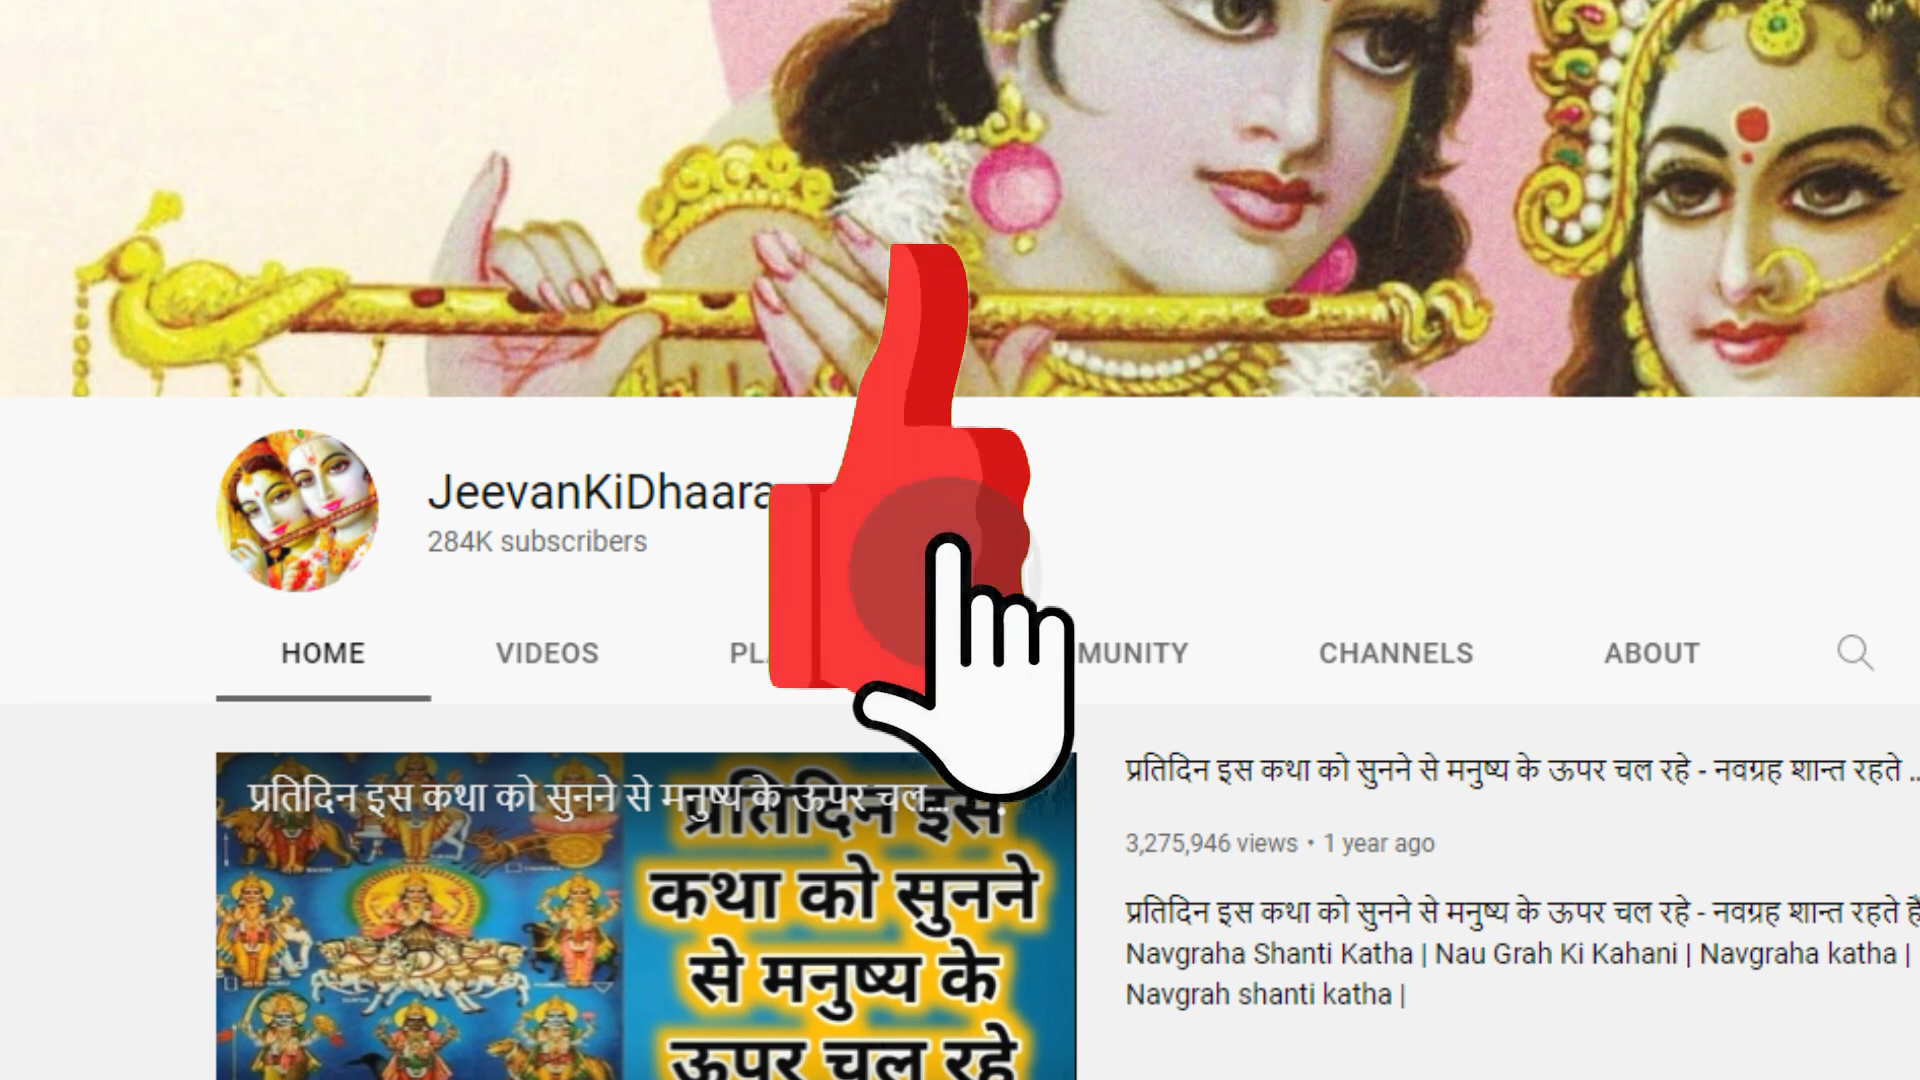 JeevanKiDhaara
284K subscribers
HOME VIDEOS CHANNELS ABOUT
प्रतिदिन इस कथा को सुनने से मनुष्य के ऊपर चल...
प्रतिदिन इस
कथा को सुनने
से मनुष्य के
ऊपर चल रहे
प्रतिदिन इस कथा को सुनने से मनुष्य के ऊपर चल रहे - नवग्रह शान्त रहते ...
3,275,946 views • 1 year ago
प्रतिदिन इस कथा को सुनने से मनुष्य के ऊपर चल रहे - नवग्रह शान्त रहते है
Navgraha Shanti Katha | Nau Grah Ki Kahani | Navgraha katha |
Navgrah shanti katha |